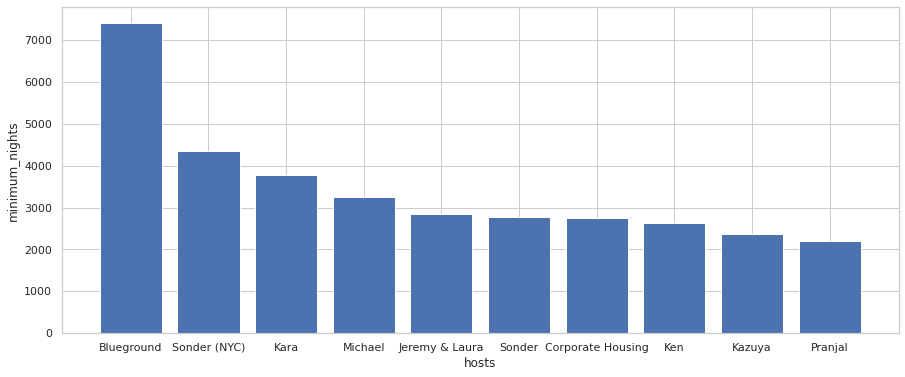 7000
6000
5000
4000
3000
2000
1000
0
minimum_nights
Blueground Sonder (NYC) Kara Michael Jeremy & Laura Sonder Corporate Housing Ken Kazuya Pranjal
hosts